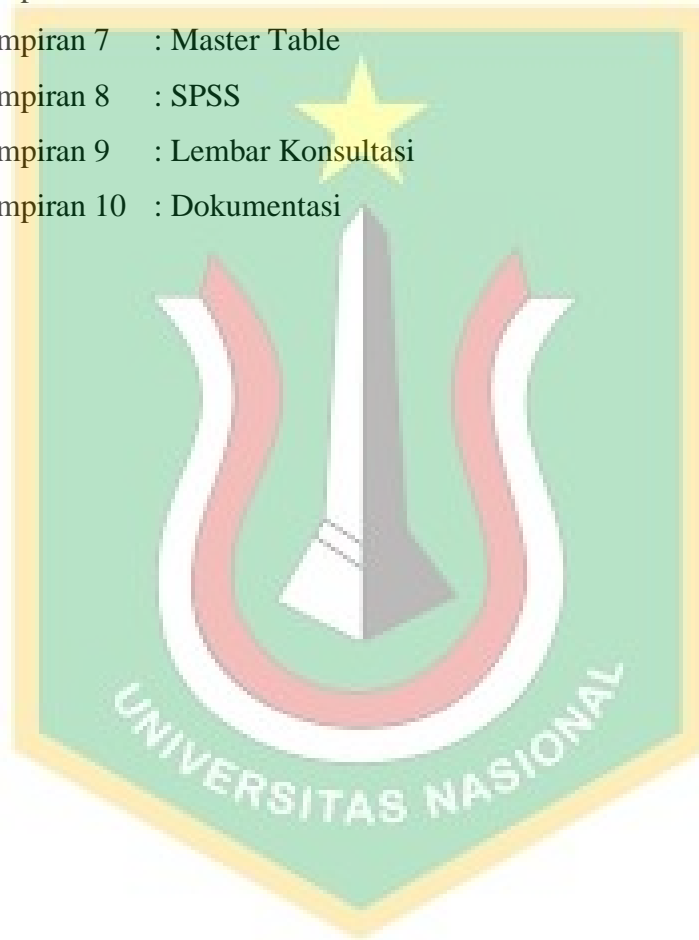 mpiran 7 : Master Table
mpiran 8 : SPSS
mpiran 9 : Lembar Konsultasi
mpiran 10 : Dokumentasi
UNIVERSITAS NASIONAL